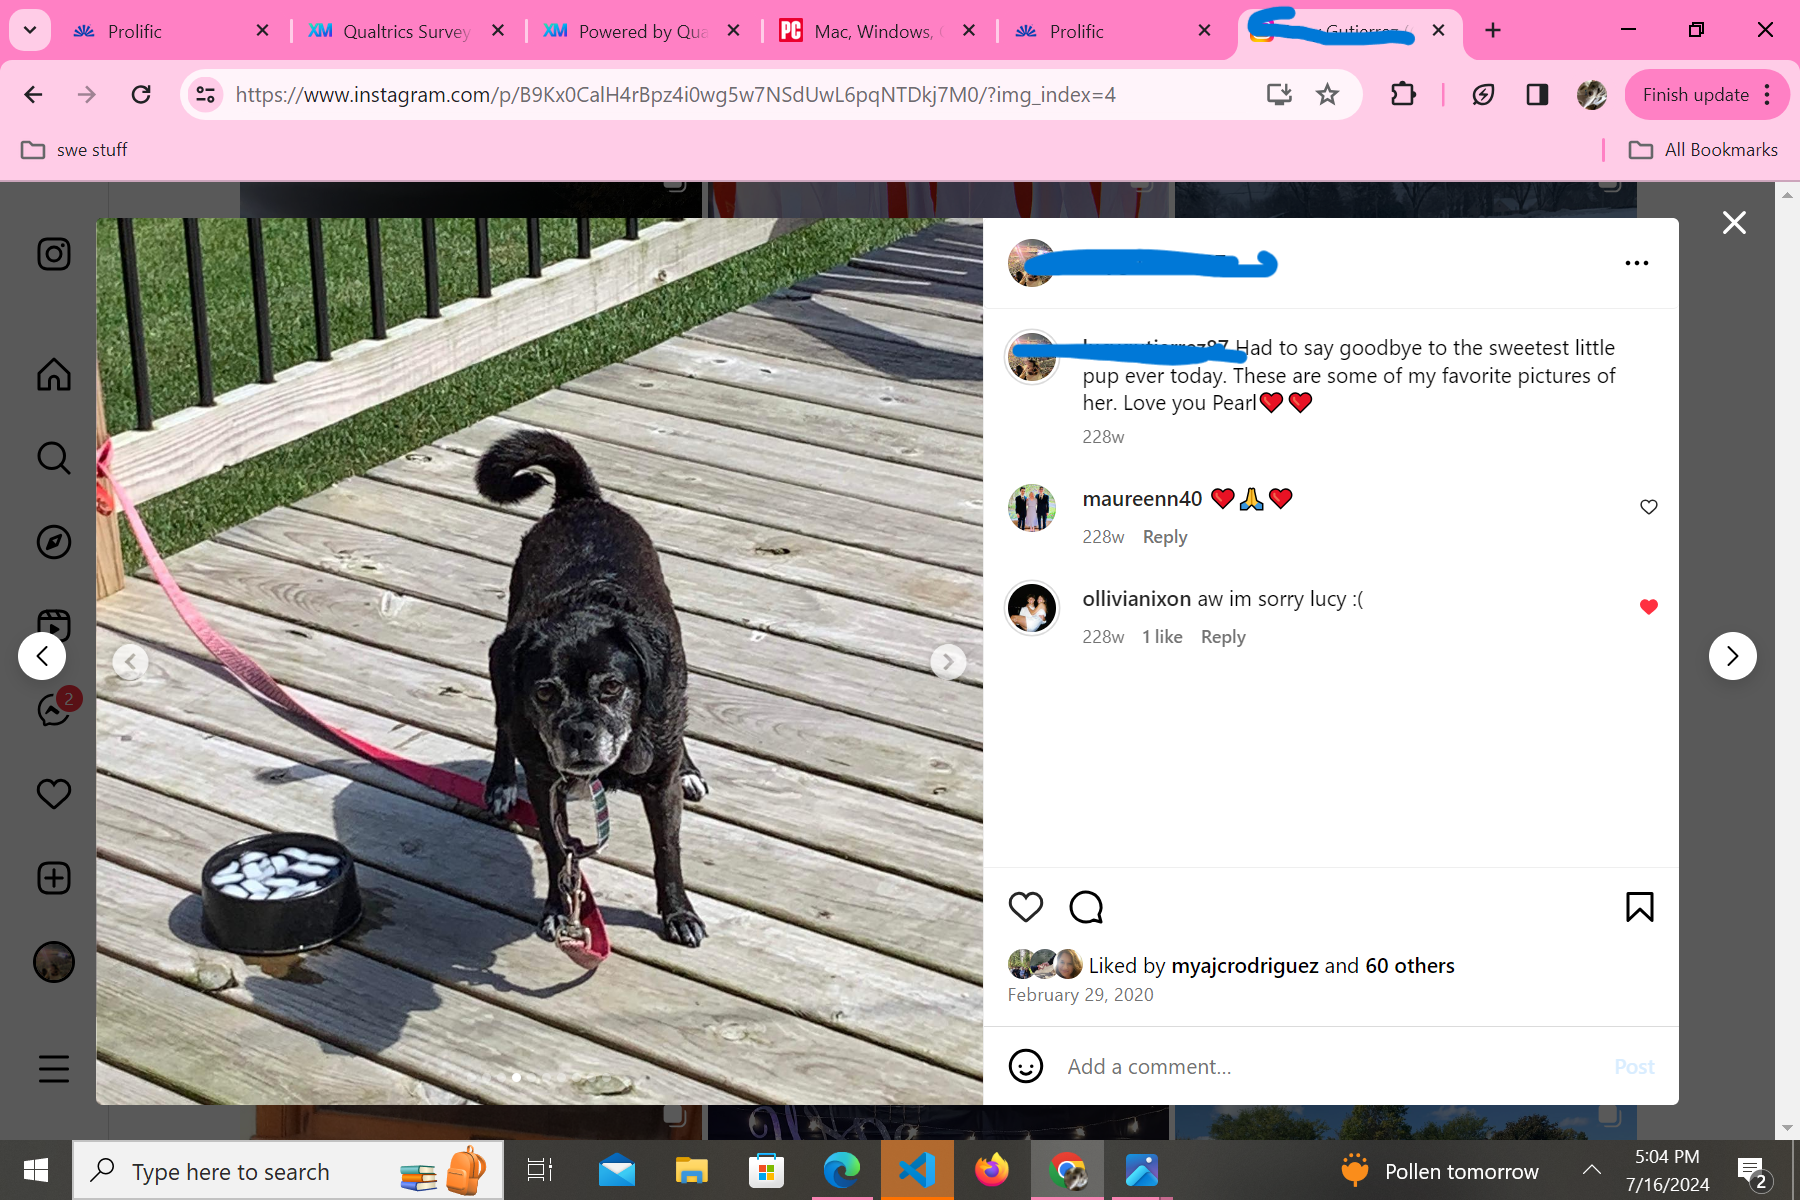 Prolific
Qualtrics Survey
Powered by Qua
PC
Mac, Windows,
Prolific
https://www.instagram.com/p/B9Kx0CalH4rBpz4i0wg5w7NSdUwL6pqNTDkj7M0/?img_index=4
Finish update
swe stuff
All Bookmarks
Had to say goodbye to the sweetest little
pup ever today. These are some of my favorite pictures of
her. Love you Pearl❤️❤️
228w
maureenn40 ❤️🙏❤️
228w Reply
ollivianixon aw im sorry lucy :(
228w 1 like Reply
2
Liked by myajcrodriguez and 60 others
February 29, 2020
Add a comment...
Post
Type here to search
Pollen tomorrow
5:04 PM
7/16/2024
2